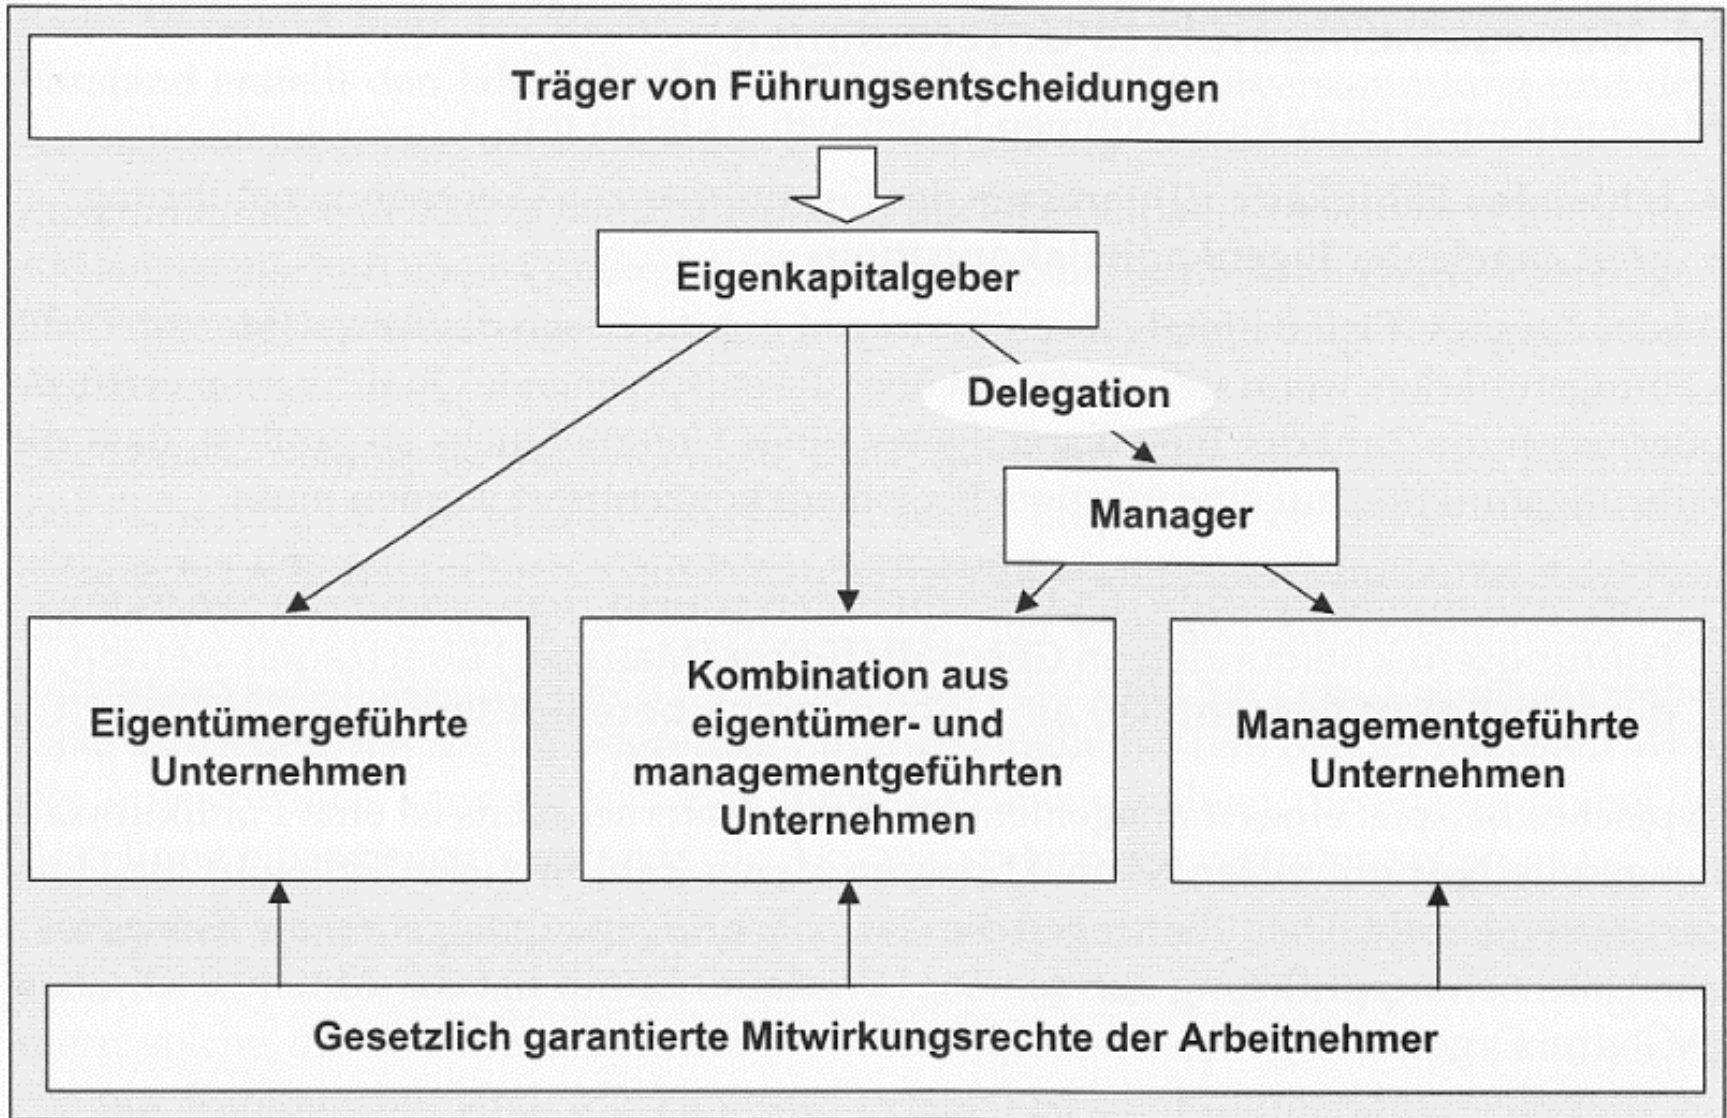 Träger von Führungsentscheidungen
Eigenkapitalgeber
Delegation
Manager
Eigentümergeführte
Unternehmen
Kombination aus
eigentümer- und
managementgeführten
Unternehmen
Managementgeführte
Unternehmen
Gesetzlich garantierte Mitwirkungsrechte der Arbeitnehmer